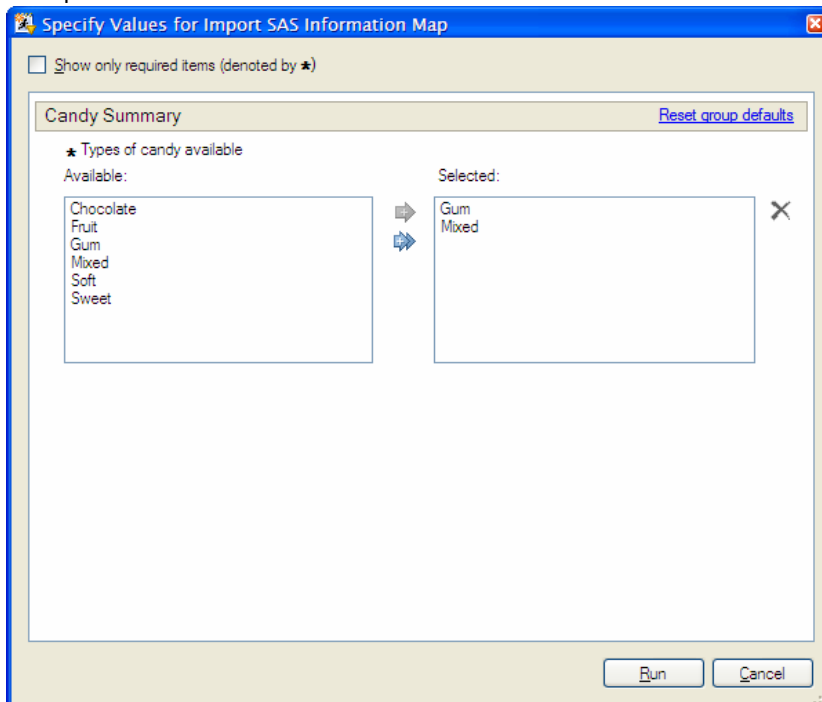 Specify Values for Import SAS Information Map
Show only required items (denoted by *)
Candy Summary Reset group defaults
* Types of candy available
Available: Selected:
Chocolate
Fruit
Gum
Mixed
Soft
Sweet
Gum
Mixed
Run Cancel